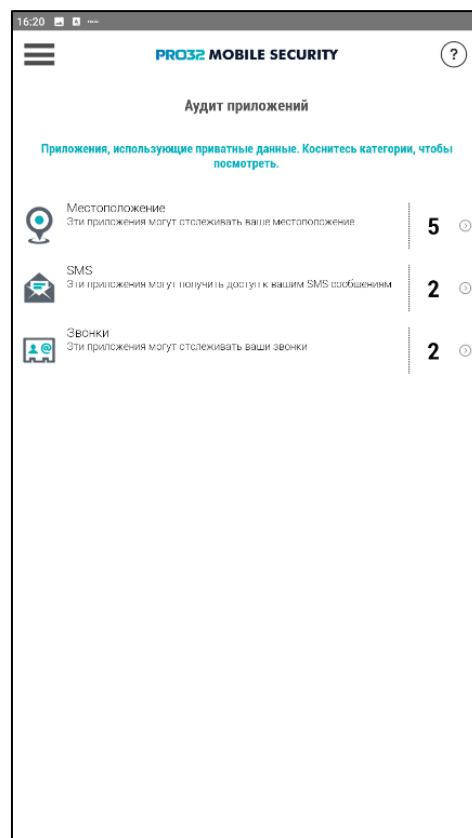 16:20
PRO32 MOBILE SECURITY
?
Аудит приложений
Приложения, использующие приватные данные. Коснитесь категории, чтобы
посмотреть.
Местоположение
Эти приложения могут отслеживать ваше местоположение
5
SMS
Эти приложения могут получить доступ к вашим SMS сообщениям
2
Звонки
Эти приложения могут отслеживать ваши звонки
2